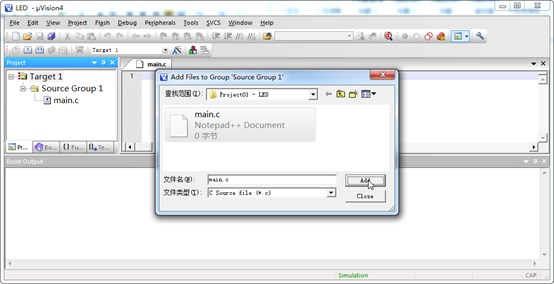 LED - µVision4
File Edit View Project Flash Debug Peripherals Tools SVCS Window Help
Target 1
Project
main.c
Target 1
Source Group 1
main.c
1
Add Files to Group 'Source Group 1'
查找范围(I): Project01 - LED
main.c
Notepad++ Document
0 字节
文件名(N): main.c Add
文件类型(T): C Source file (*.c) Close
Pr... Bo... {} Fu... Te...
Build Output
Simulation CAP